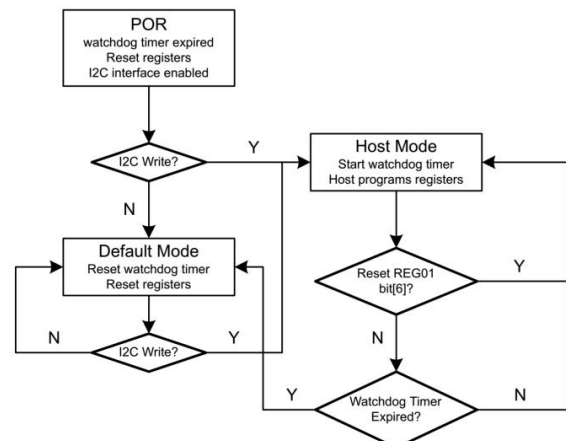 POR
watchdog timer expired
Reset registers
I2C interface enabled
I2C Write?
Y
N
Host Mode
Start watchdog timer
Host programs registers
Default Mode
Reset watchdog timer
Reset registers
Reset REG01
bit[6]?
Y
N
I2C Write?
N
Y
Watchdog Timer
Expired?
Y
N